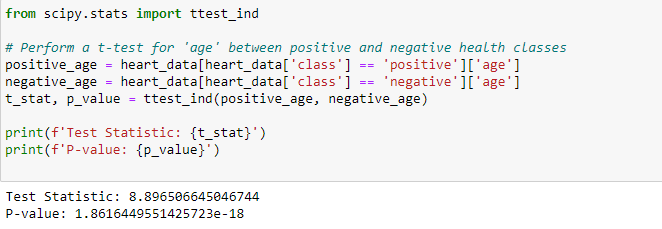 from scipy.stats import ttest_ind
# Perform a t-test for 'age' between positive and negative health classes
positive_age = heart_data[heart_data['class'] == 'positive']['age']
negative_age = heart_data[heart_data['class'] == 'negative']['age']
t_stat, p_value = ttest_ind(positive_age, negative_age)
print(f'Test Statistic: {t_stat}')
print(f'P-value: {p_value}')
Test Statistic: 8.896506645046744
P-value: 1.8616449551425723e-18